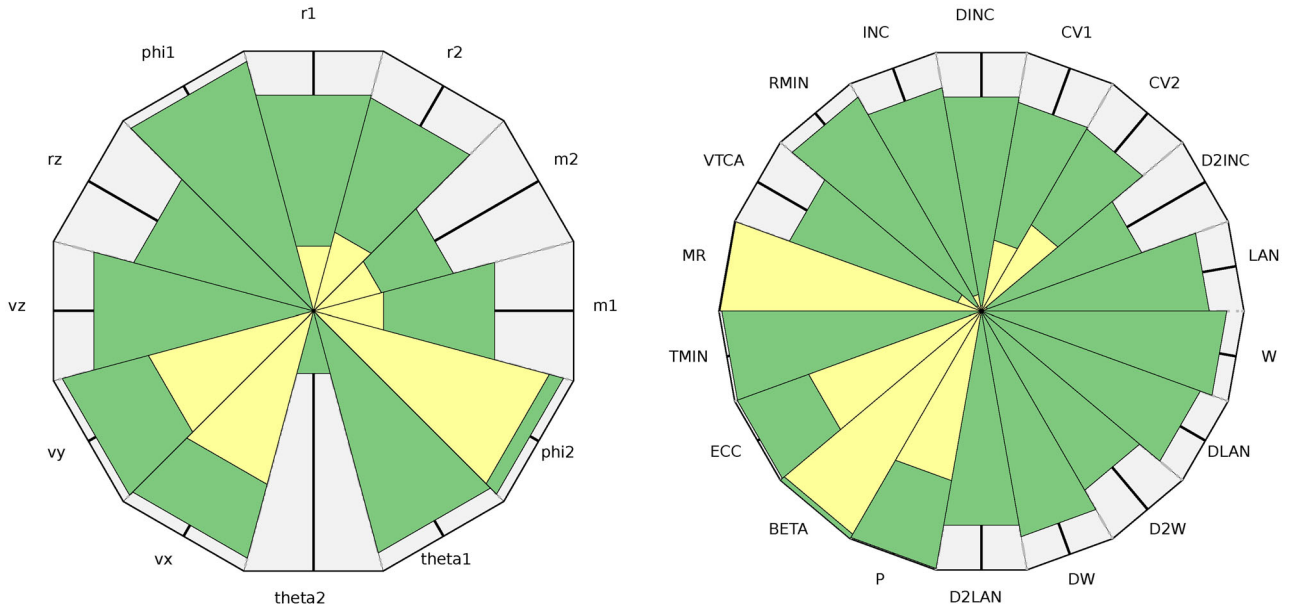 r1
r2
m2
m1
phi2
theta1
theta2
vx
vy
vz
rz
phi1
DINC
CV1
CV2
D2INC
LAN
W
DLAN
D2W
DW
D2LAN
P
BETA
ECC
TMIN
MR
VTCA
RMIN
INC